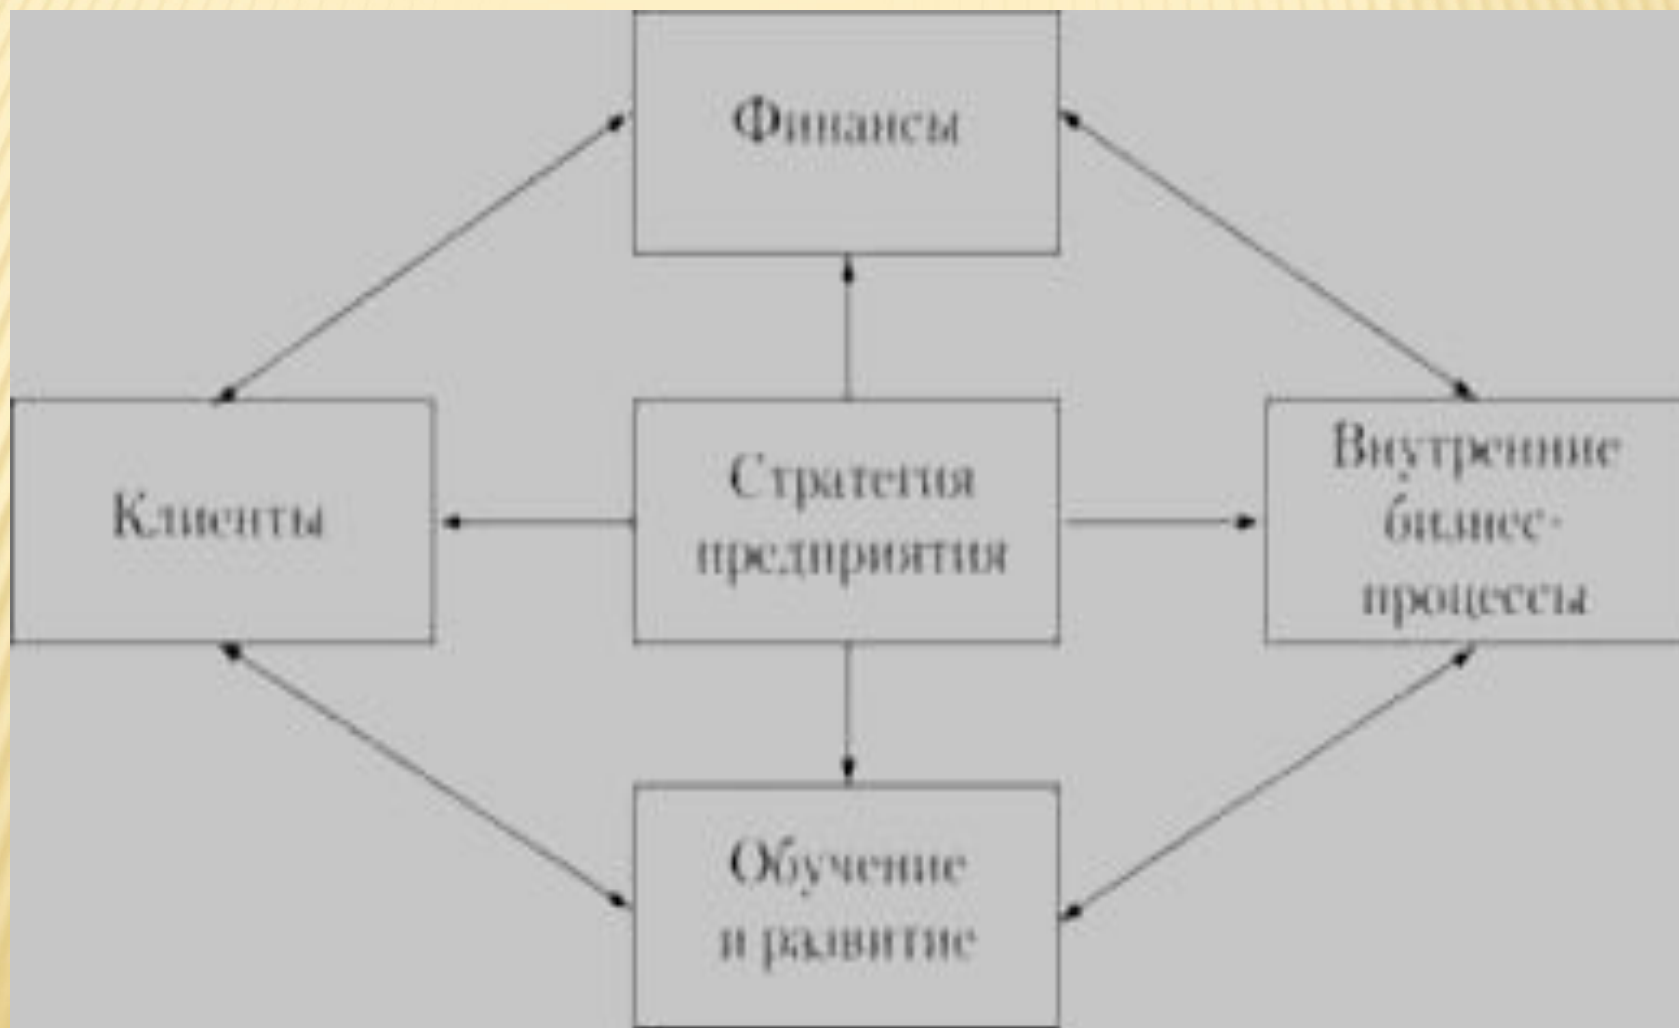 Финансы
Клиенты
Стратегия
предприятия
Внутренние
бизнес-
процессы
Обучение
и развитие